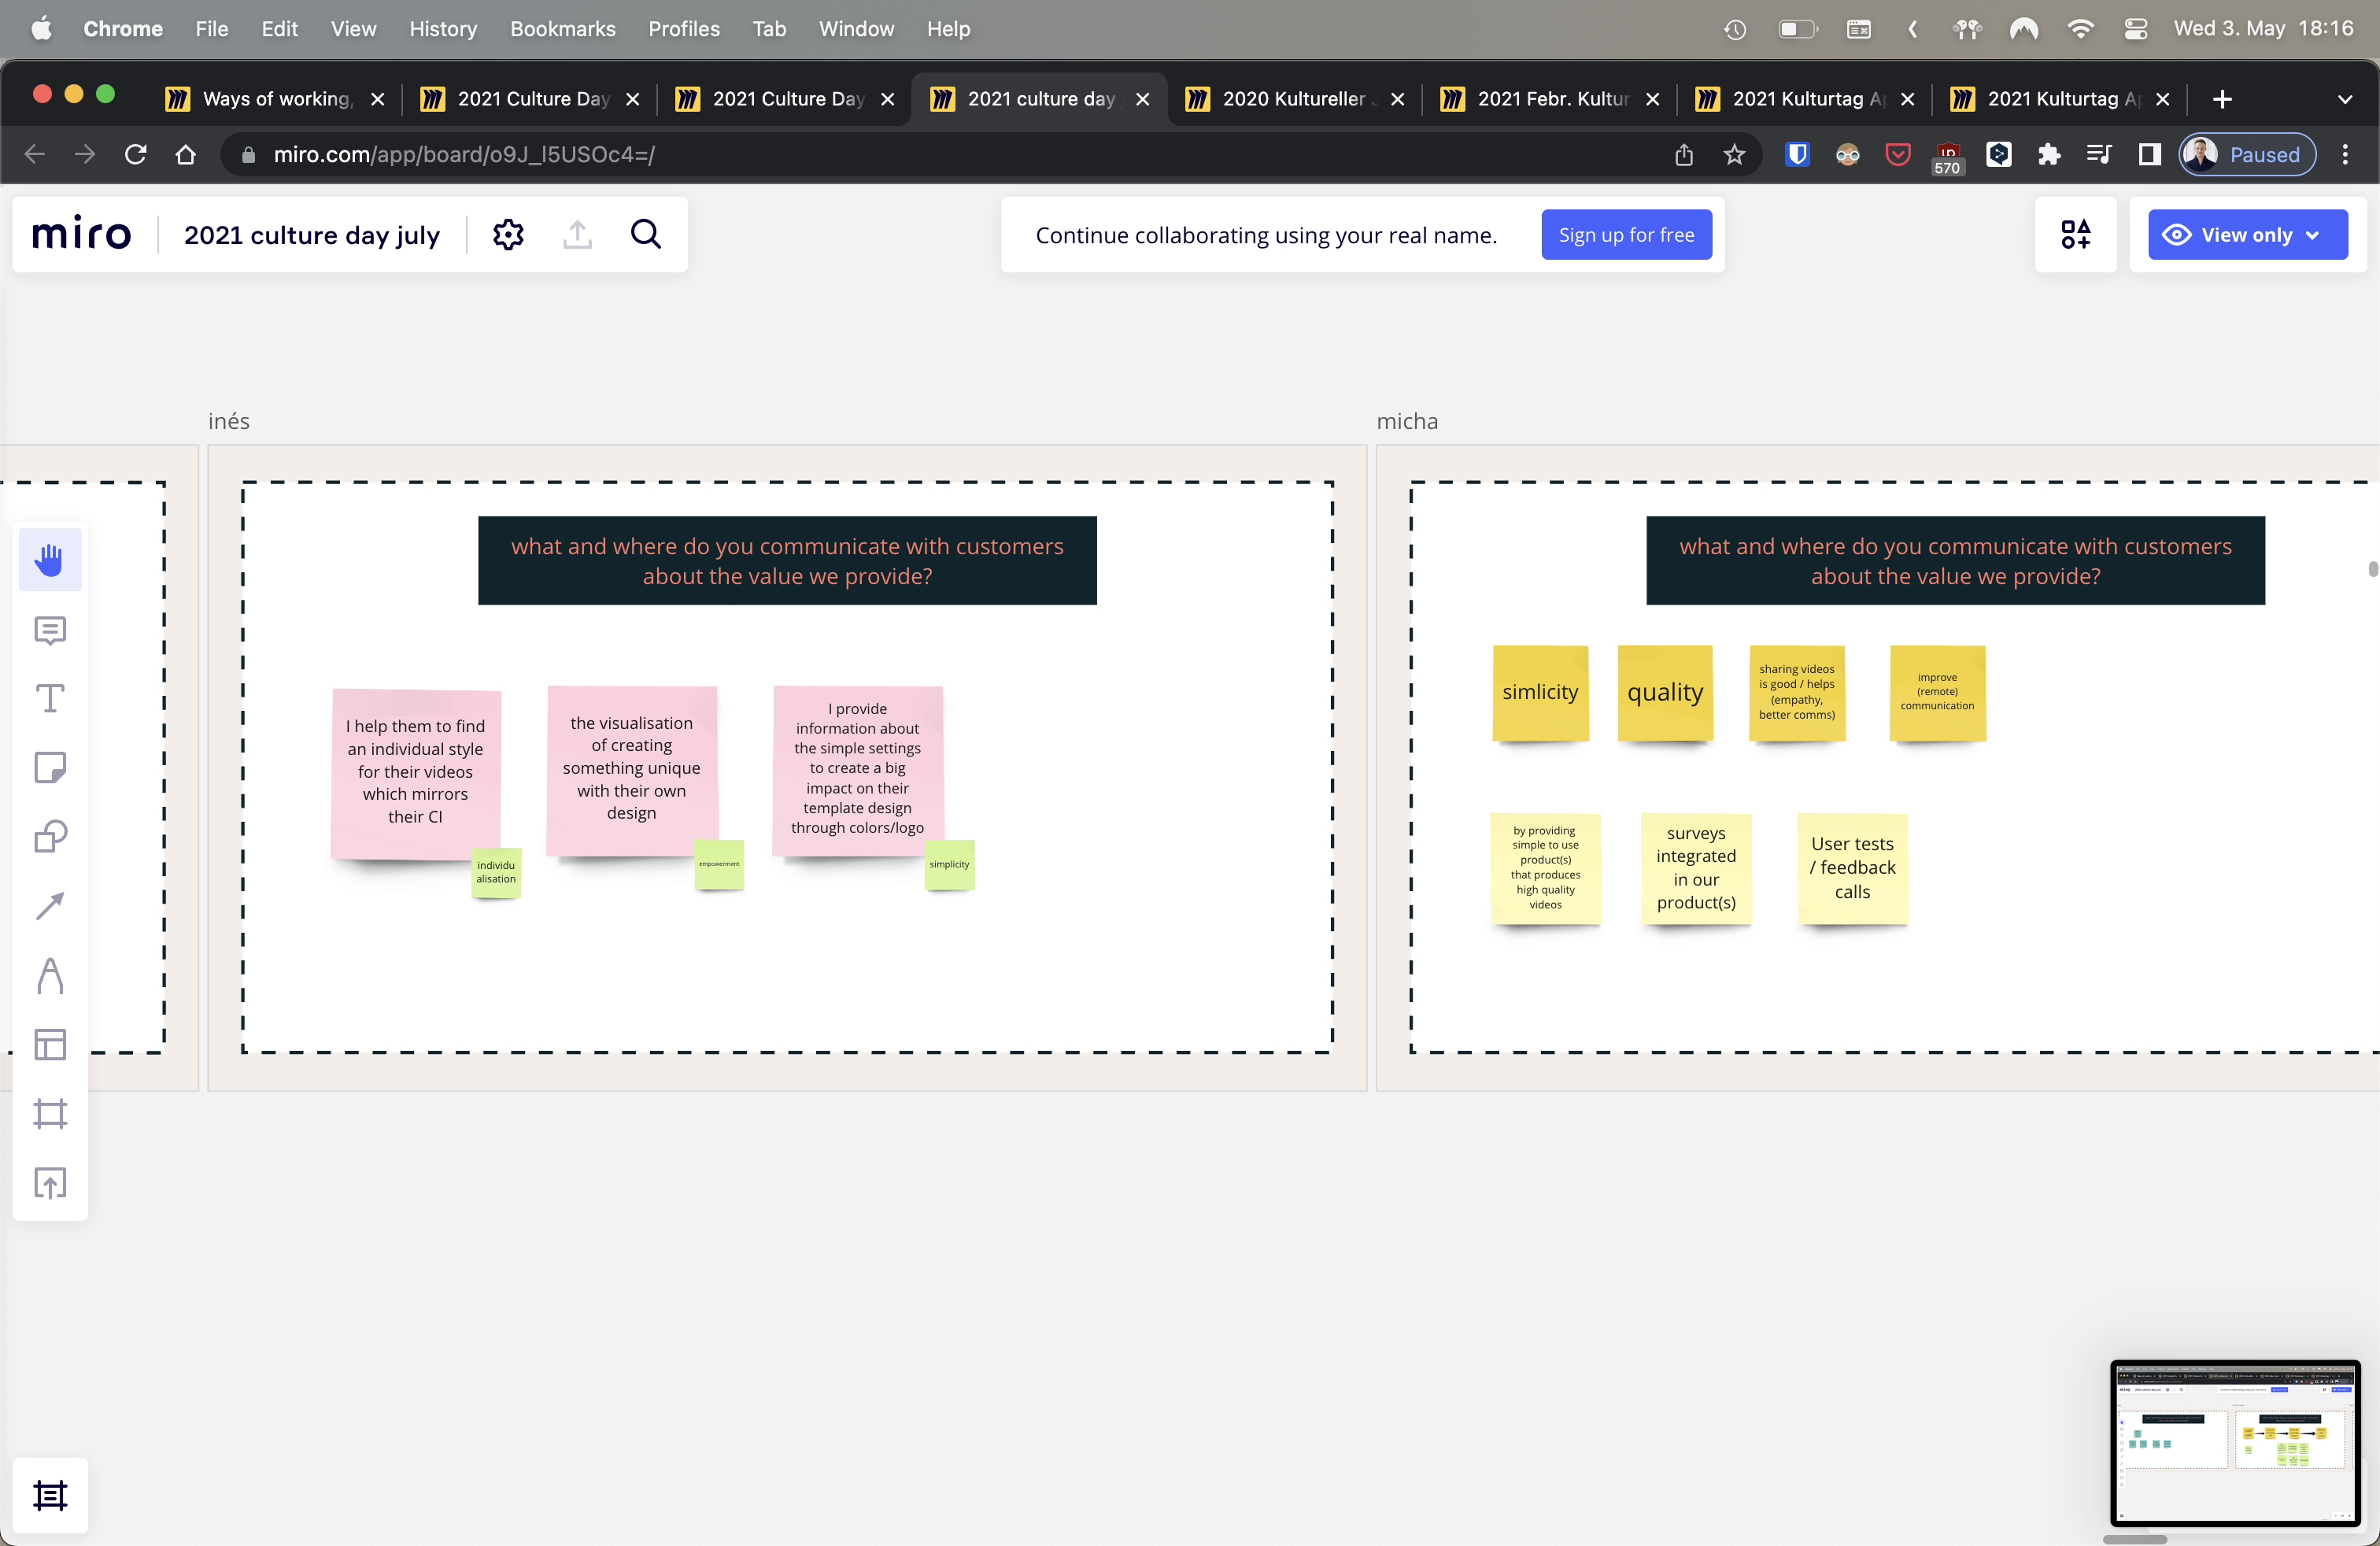 Chrome File Edit View History Bookmarks Profiles Tab Window Help Wed 3. May 18:16
Ways of working, 2021 Culture Day 2021 Culture Day 2021 culture day 2020 Kultureller 2021 Febr. Kultur 2021 Kulturtag Ap 2021 Kulturtag Ap
miro.com/app/board/o9J_l5USOc4=/ 570 Paused
miro 2021 culture day july Continue collaborating using your real name. Sign up for free View only
inés
what and where do you communicate with customers
about the value we provide?
I help them to find
an individual style
for their videos
which mirrors
their CI
individu
alisation
the visualisation
of creating
something unique
with their own
design
empowerment
I provide
information about
the simple settings
to create a big
impact on their
template design
through colors/logo
simplicity
micha
what and where do you communicate with customers
about the value we provide?
simlicity
quality
sharing videos
is good / helps
(empathy,
better comms)
improve
(remote)
communication
by providing
simple to use
product(s)
that produces
high quality
videos
surveys
integrated
in our
product(s)
User tests
/ feedback
calls